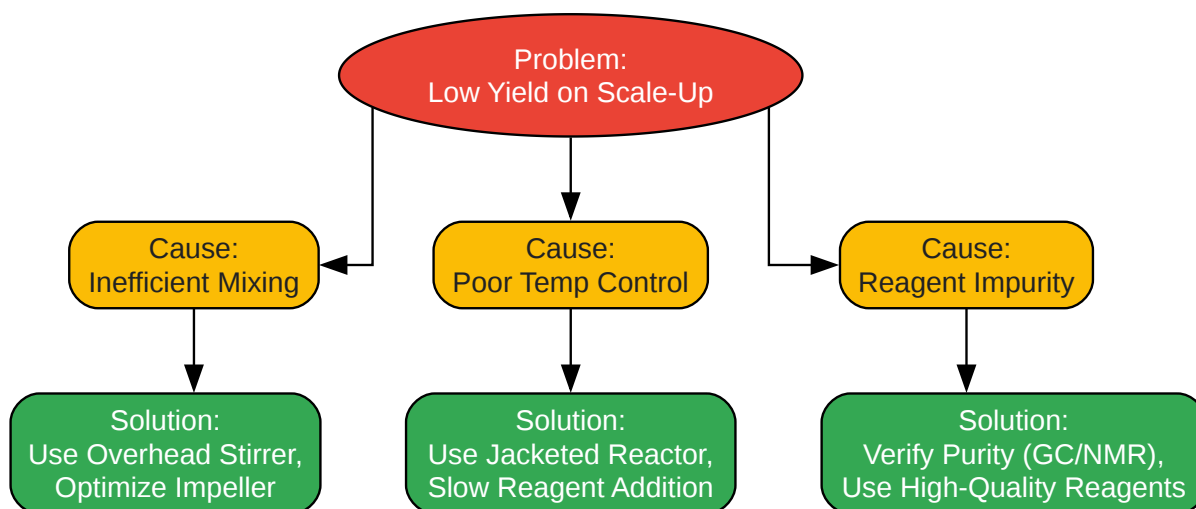 Problem:
Low Yield on Scale-Up
Cause:
Inefficient Mixing
Cause:
Poor Temp Control
Cause:
Reagent Impurity
Solution:
Use Overhead Stirrer,
Optimize Impeller
Solution:
Use Jacketed Reactor,
Slow Reagent Addition
Solution:
Verify Purity (GC/NMR),
Use High-Quality Reagents